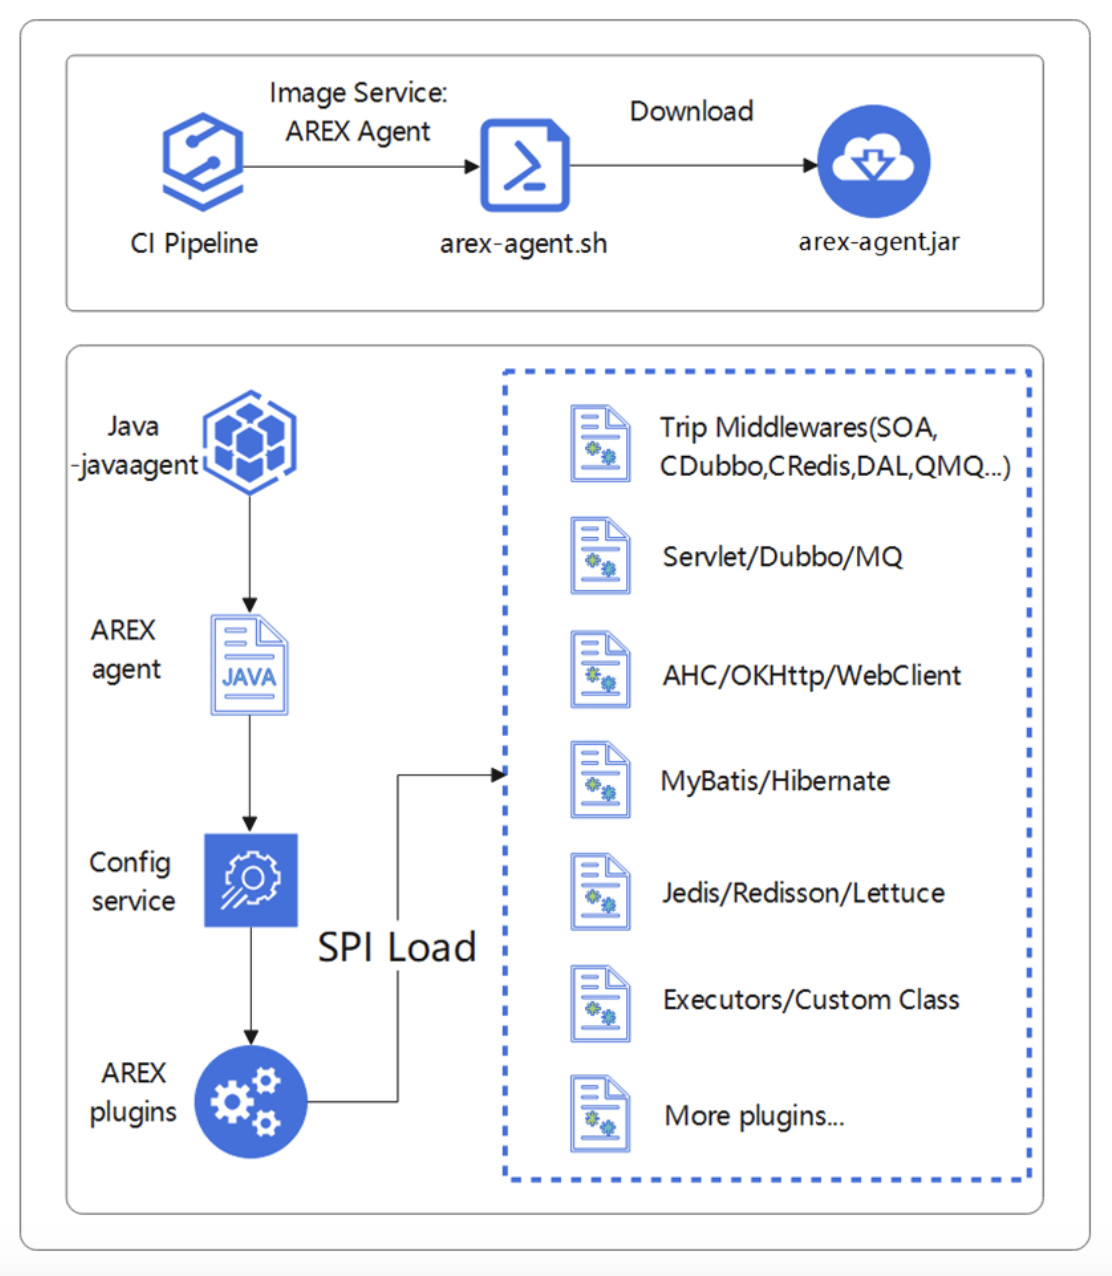 Image Service:
AREX Agent
Download
CI Pipeline
arex-agent.sh
arex-agent.jar
Java
-javaagent
AREX
agent
JAVA
Config
service
SPI Load
AREX
plugins
Trip Middlewares(SOA,
CDubbo,CRedis,DAL,QMQ...)
Servlet/Dubbo/MQ
AHC/OKHttp/WebClient
MyBatis/Hibernate
Jedis/Redisson/Lettuce
Executors/Custom Class
More plugins...